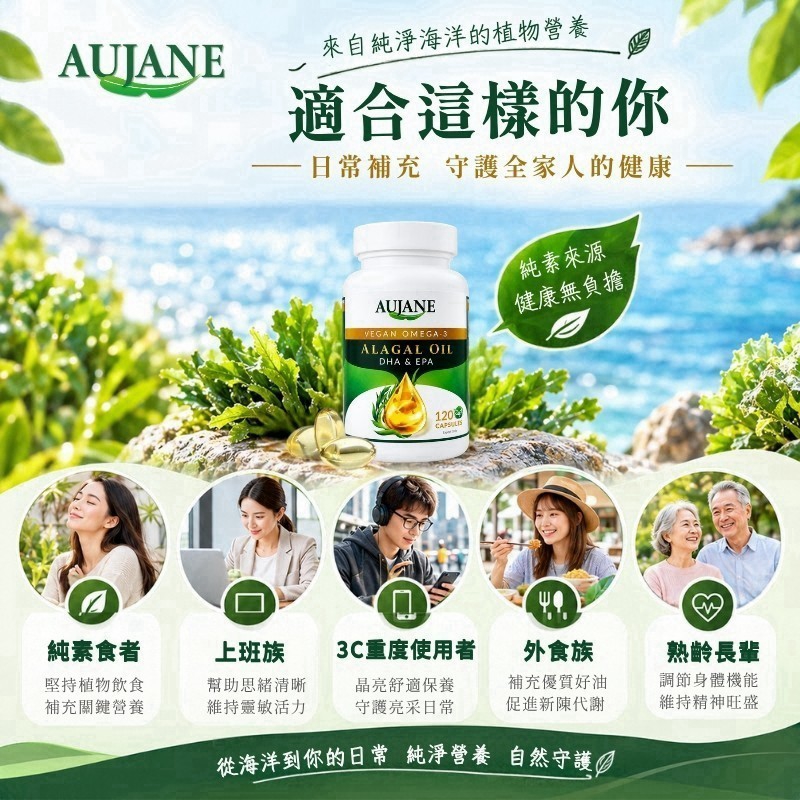 AUJANE
來自純淨海洋的植物營養
適合這樣的你
日常補充 守護全家人的健康
純素來源
健康無負擔
AUJANE
VEGAN OMEGA-3
ALAGAL OIL
DHA & EPA
120
CAPSULES
純素食者
堅持植物飲食
補充關鍵營養
上班族
幫助思緒清晰
維持靈敏活力
3C重度使用者
晶亮舒適保養
守護亮采日常
外食族
補充優質好油
促進新陳代謝
熟齡長輩
調節身體機能
維持精神旺盛
從海洋到你的日常 純淨營養 自然守護